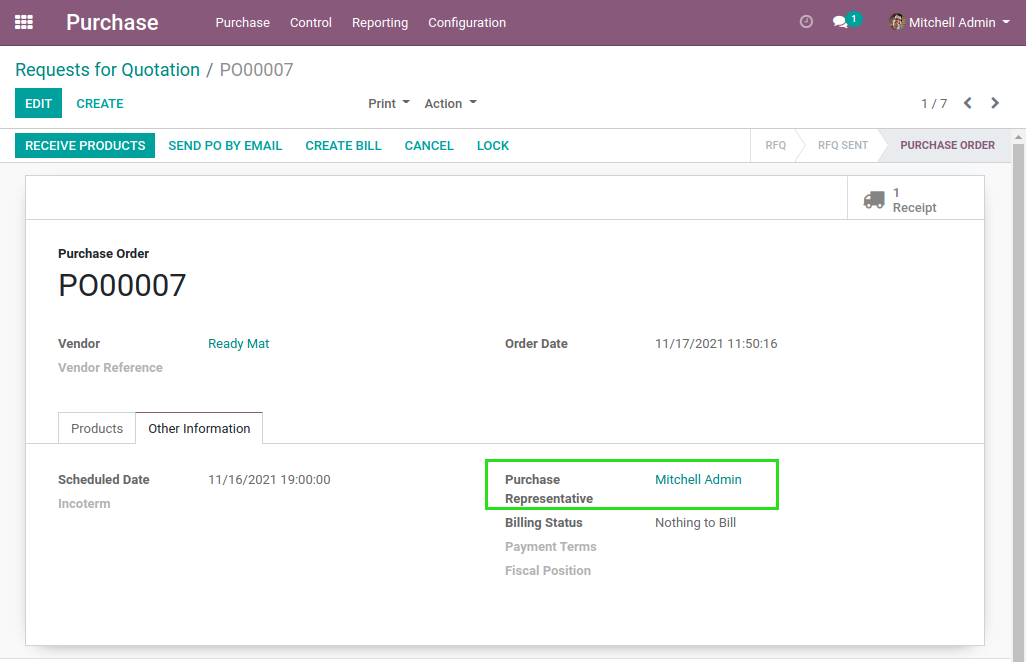 Purchase Purchase Control Reporting Configuration 1 Mitchell Admin
Requests for Quotation / PO00007
EDIT CREATE Print Action 1 / 7
RECEIVE PRODUCTS SEND PO BY EMAIL CREATE BILL CANCEL LOCK RFQ RFQ SENT PURCHASE ORDER
1
Receipt
Purchase Order
PO00007
Vendor Ready Mat Order Date 11/17/2021 11:50:16
Vendor Reference
Products Other Information
Scheduled Date 11/16/2021 19:00:00 Purchase Mitchell Admin
Incoterm Representative
Billing Status Nothing to Bill
Payment Terms
Fiscal Position